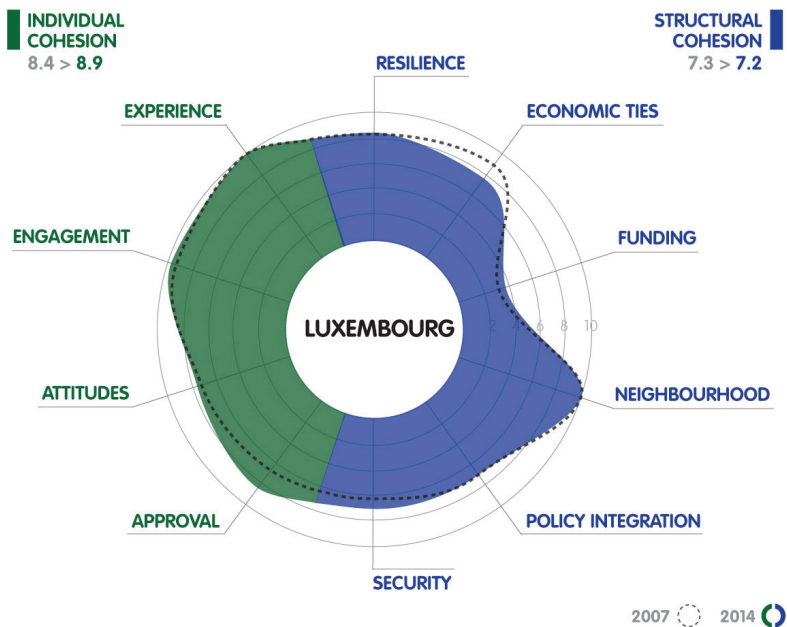 INDIVIDUAL
COHESION
8.4 > 8.9
STRUCTURAL
COHESION
7.3 > 7.2
RESILIENCE
EXPERIENCE
ECONOMIC TIES
ENGAGEMENT
FUNDING
LUXEMBOURG
2 4 6 8 10
ATTITUDES
NEIGHBOURHOOD
APPROVAL
POLICY INTEGRATION
SECURITY
2007 2014